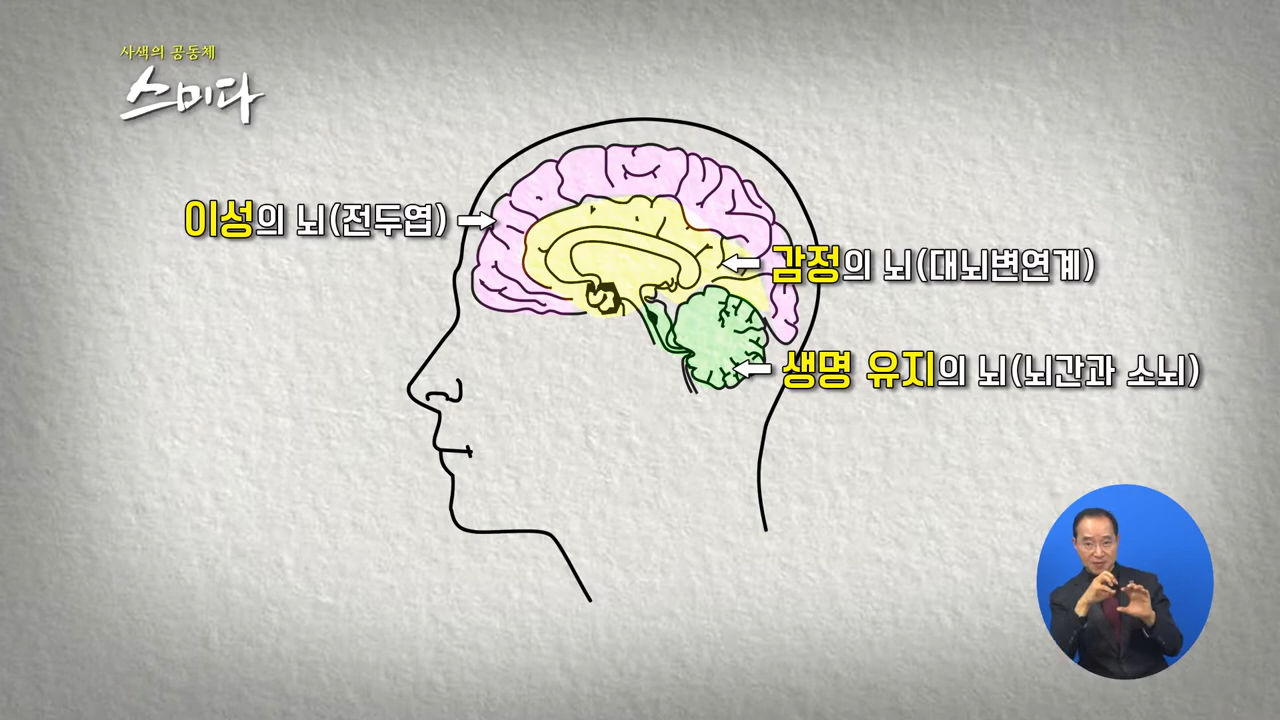 사색의 공동체
스미다
이성의 뇌(전두엽)
감정의 뇌(대뇌변연계)
생명 유지의 뇌(뇌간과 소뇌)